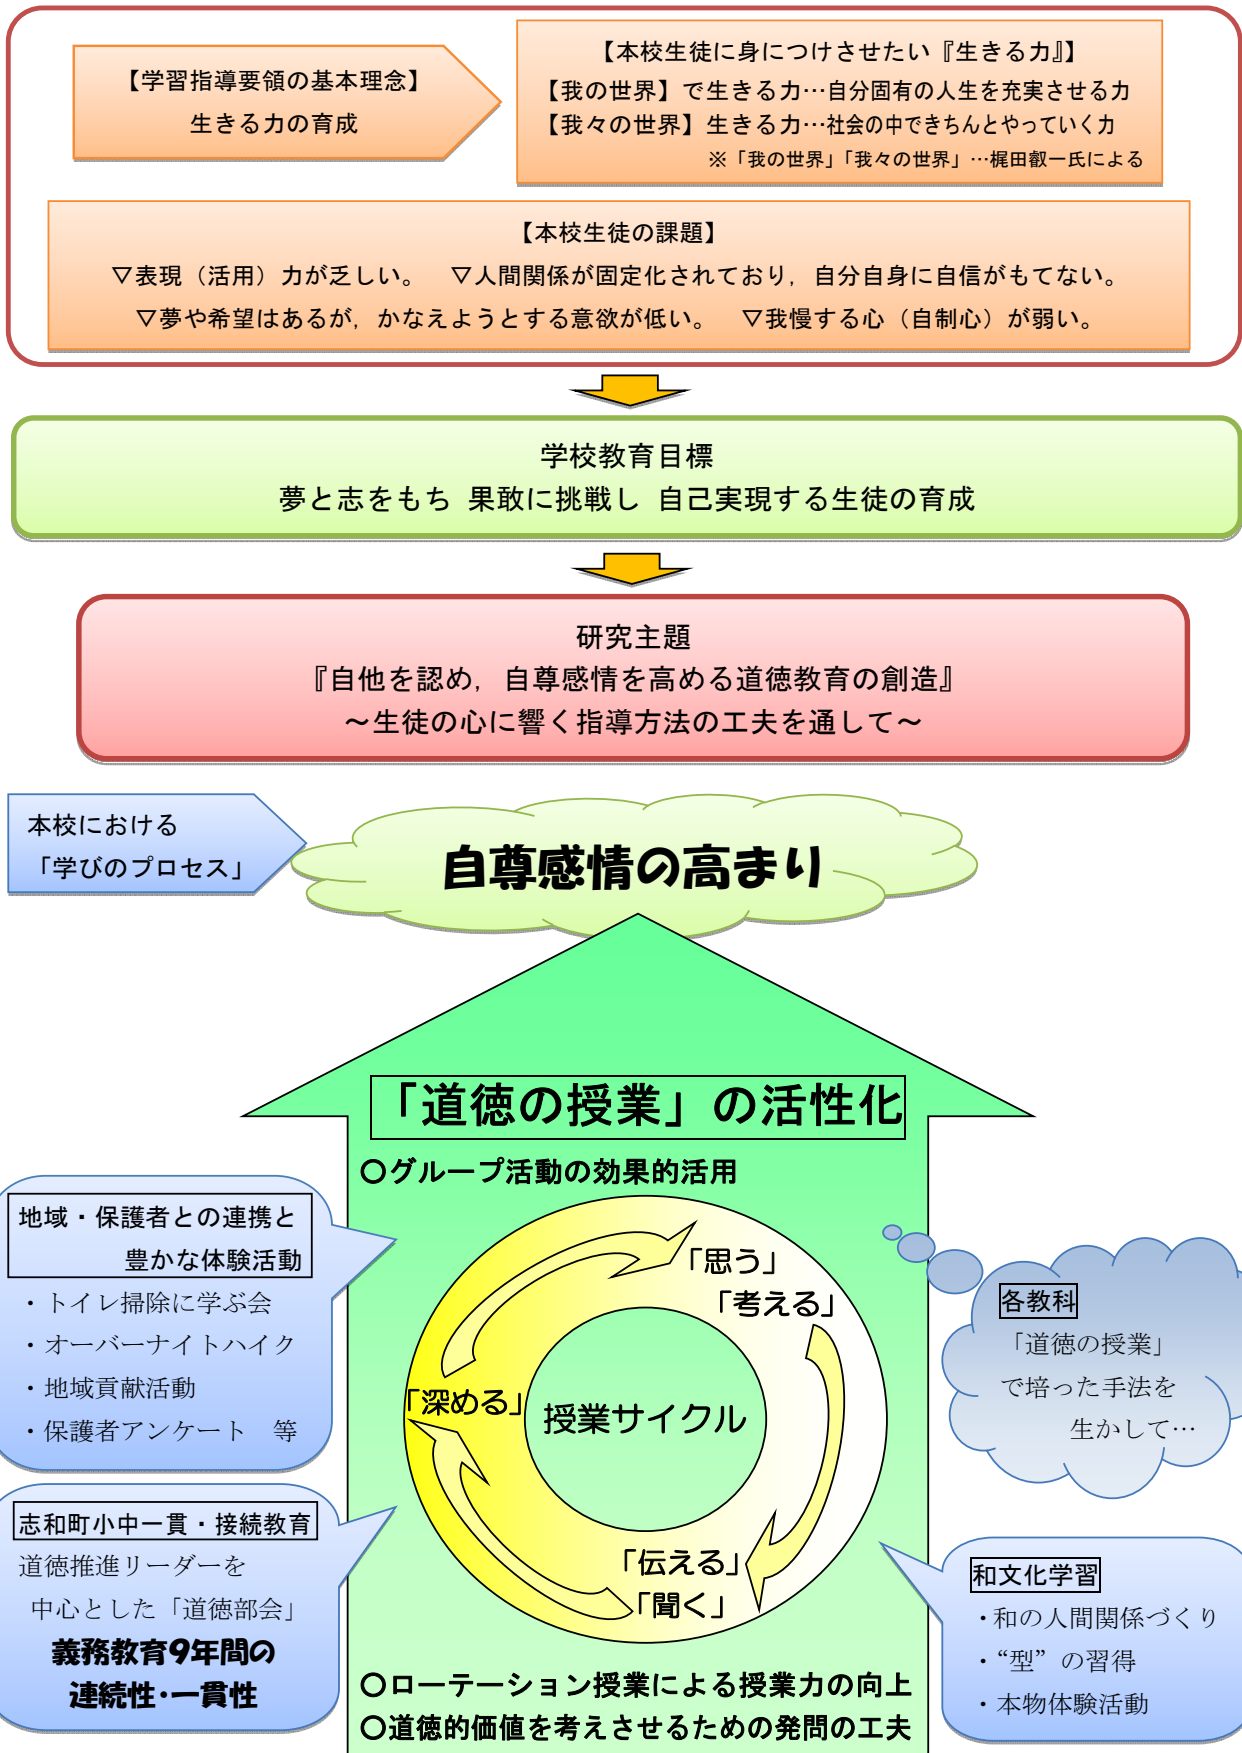 【学習指導要領の基本理念】
生きる力の育成
【本校生徒に身につけさせたい『生きる力』】
【我の世界】で生きる力…自分固有の人生を充実させる力
【我々の世界】生きる力…社会の中できちんとやっていく力
※「我の世界」「我々の世界」…梶田叡一氏による
【本校生徒の課題】
▽表現（活用）力が乏しい。　▽人間関係が固定化されており，自分自身に自信がもてない。
▽夢や希望はあるが，かなえようとする意欲が低い。　▽我慢する心（自制心）が弱い。
学校教育目標
夢と志をもち 果敢に挑戦し 自己実現する生徒の育成
研究主題
『自他を認め，自尊感情を高める道徳教育の創造』
～生徒の心に響く指導方法の工夫を通して～
本校における
「学びのプロセス」
自尊感情の高まり
「道徳の授業」の活性化
○グループ活動の効果的活用
地域・保護者との連携と
豊かな体験活動
・トイレ掃除に学ぶ会
・オーバーナイトハイク
・地域貢献活動
・保護者アンケート　等
「思う」
「考える」
「深める」
授業サイクル
「伝える」
「聞く」
各教科
「道徳の授業」
で培った手法を
生かして…
志和町小中一貫・接続教育
道徳推進リーダーを
中心とした「道徳部会」
義務教育9年間の
連続性・一貫性
和文化学習
・和の人間関係づくり
・“型”の習得
・本物体験活動
○ローテーション授業による授業力の向上
○道徳的価値を考えさせるための発問の工夫